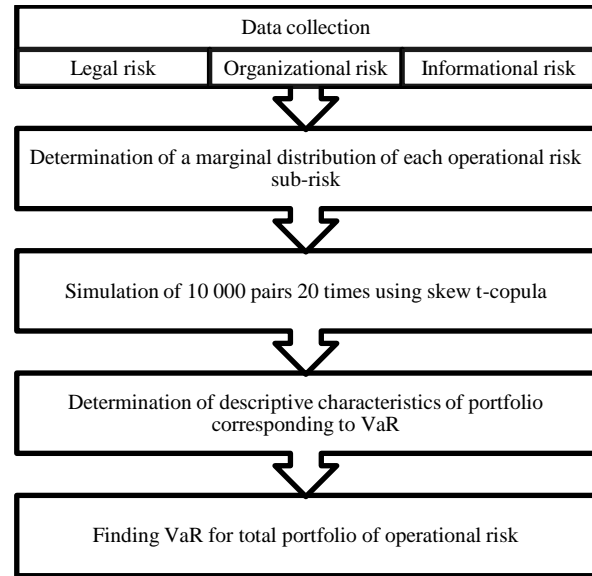 Data collection
Legal risk
Organizational risk
Informational risk
Determination of a marginal distribution of each operational risk
sub-risk
Simulation of 10 000 pairs 20 times using skew t-copula
Determination of descriptive characteristics of portfolio
corresponding to VaR
Finding VaR for total portfolio of operational risk